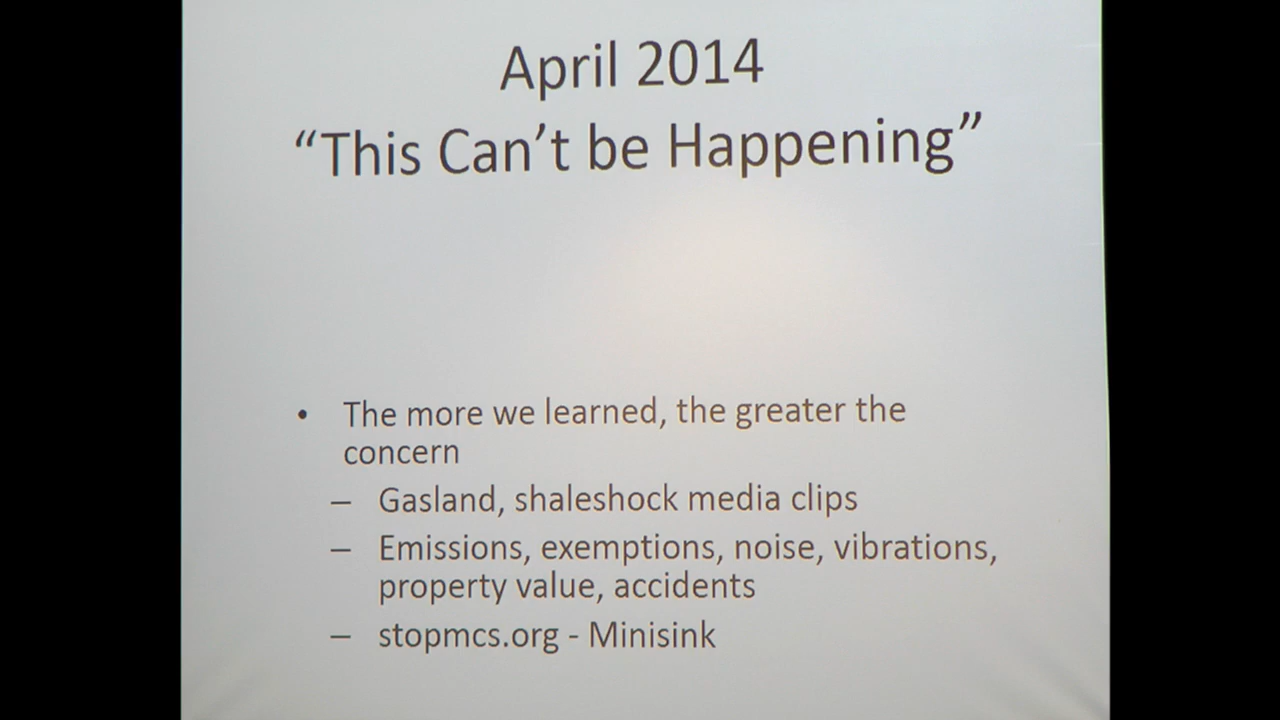 April 2014
“This Can’t be Happening”
• The more we learned, the greater the
concern
– Gasland, shaleshock media clips
– Emissions, exemptions, noise, vibrations,
property value, accidents
– stopmcs.org - Minisink